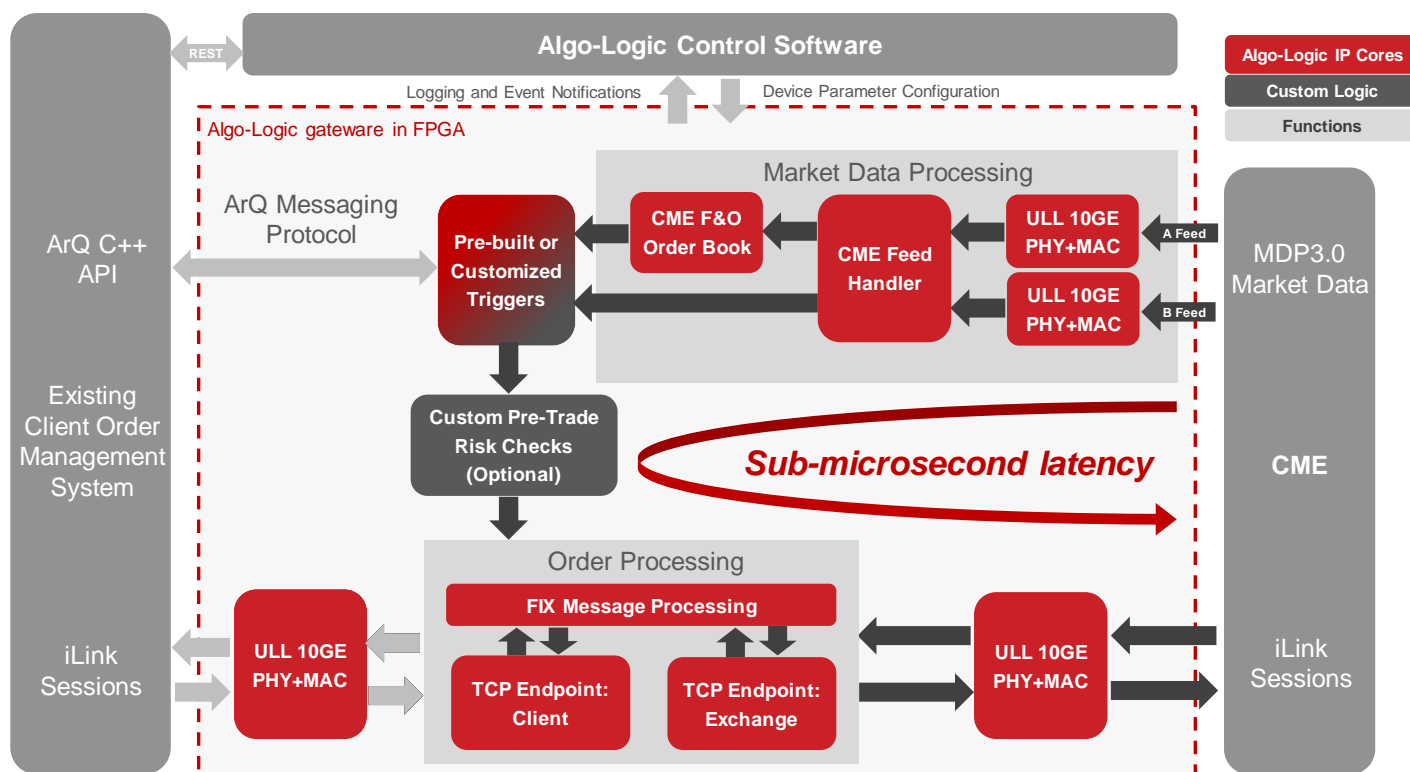 Algo-Logic Control Software
REST
Logging and Event Notifications
Device Parameter Configuration
Algo-Logic IP Cores
Custom Logic
Functions
Algo-Logic gateware in FPGA
Market Data Processing
ArQ Messaging
Protocol
Pre-built or
Customized
Triggers
CME F&O
Order Book
CME Feed
Handler
ULL 10GE
PHY+MAC
A Feed
ULL 10GE
PHY+MAC
B Feed
ArQ C++
API
MDP3.0
Market Data
Existing
Client Order
Management
System
Custom Pre-Trade
Risk Checks
(Optional)
Sub-microsecond latency
CME
Order Processing
FIX Message Processing
TCP Endpoint:
Client
TCP Endpoint:
Exchange
ULL 10GE
PHY+MAC
ULL 10GE
PHY+MAC
iLink
Sessions
iLink
Sessions